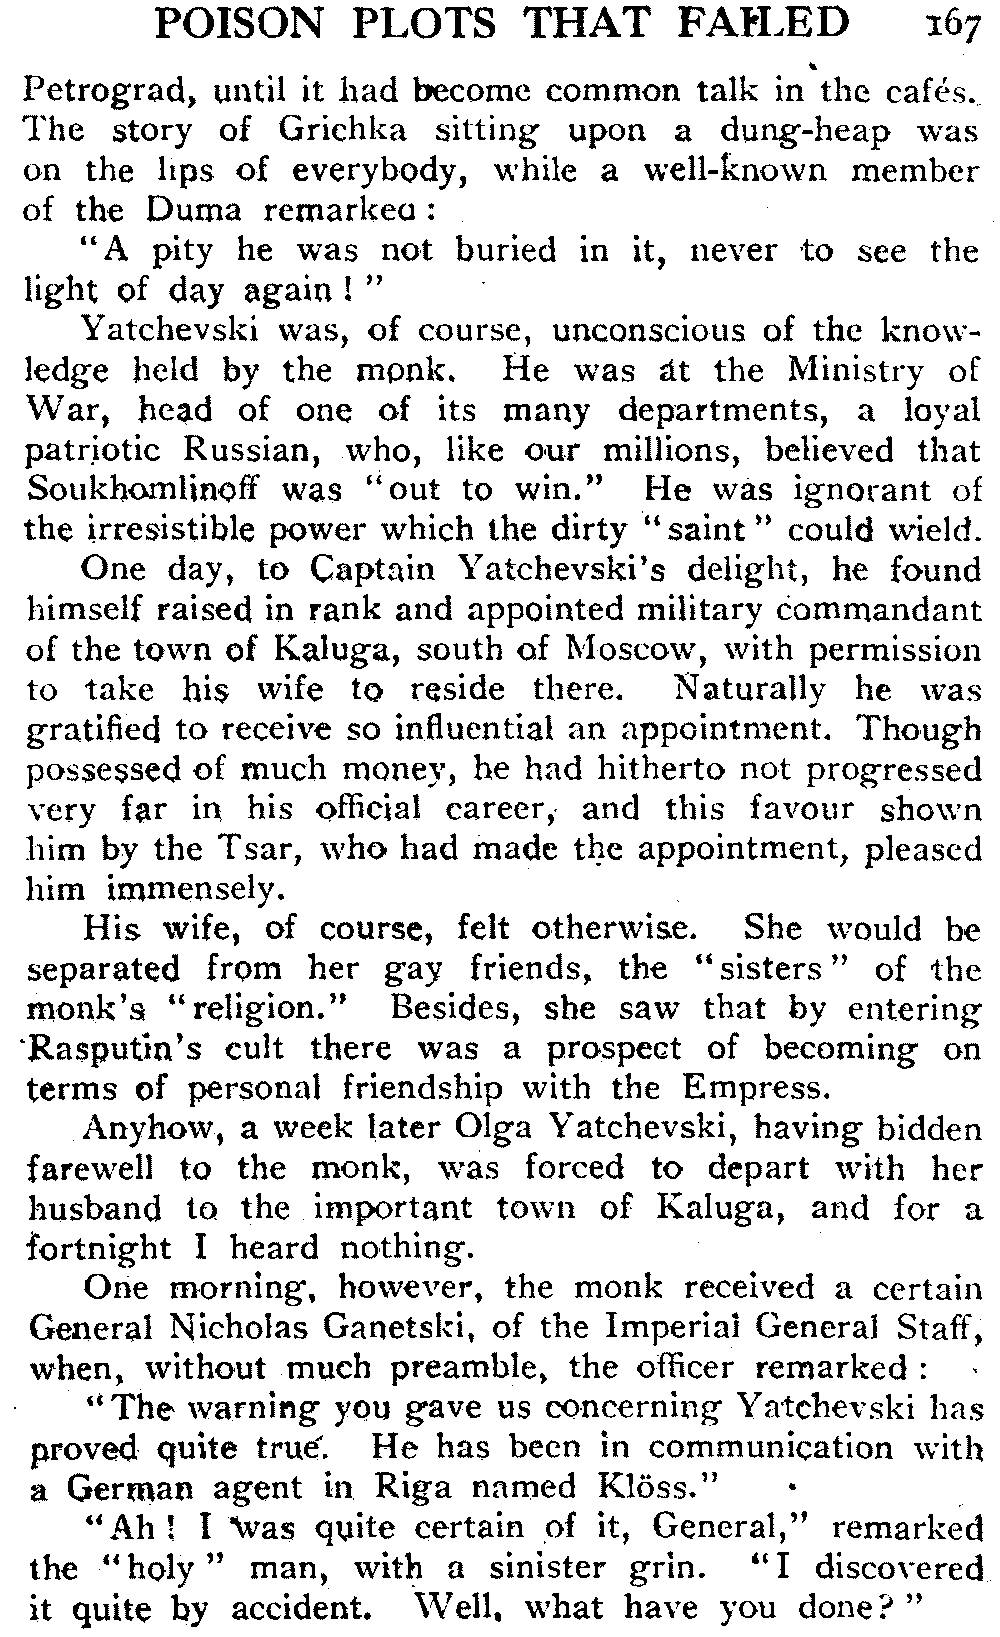 POISON PLOTS THAT FAILED 167
Petrograd, until it had become common talk in the cafés.
The story of Grichka sitting upon a dung-heap was
on the lips of everybody, while a well-known member
of the Duma remarked :
"A pity he was not buried in it, never to see the
light of day again ! "
Yatchevski was, of course, unconscious of the know-
ledge held by the monk. He was at the Ministry of
War, head of one of its many departments, a loyal
patriotic Russian, who, like our millions, believed that
Soukhomlinoff was "out to win." He was ignorant of
the irresistible power which the dirty "saint" could wield.
One day, to Captain Yatchevski's delight, he found
himself raised in rank and appointed military commandant
of the town of Kaluga, south of Moscow, with permission
to take his wife to reside there. Naturally he was
gratified to receive so influential an appointment. Though
possessed of much money, he had hitherto not progressed
very far in his official career, and this favour shown
him by the Tsar, who had made the appointment, pleased
him immensely.
His wife, of course, felt otherwise. She would be
separated from her gay friends, the "sisters" of the
monk's "religion." Besides, she saw that by entering
Rasputin's cult there was a prospect of becoming on
terms of personal friendship with the Empress.
Anyhow, a week later Olga Yatchevski, having bidden
farewell to the monk, was forced to depart with her
husband to the important town of Kaluga, and for a
fortnight I heard nothing.
One morning, however, the monk received a certain
General Nicholas Ganetski, of the Imperial General Staff,
when, without much preamble, the officer remarked :
"The warning you gave us concerning Yatchevski has
proved quite true. He has been in communication with
a German agent in Riga named Klöss."
"Ah ! I was quite certain of it, General," remarked
the "holy" man, with a sinister grin. "I discovered
it quite by accident. Well, what have you done? "